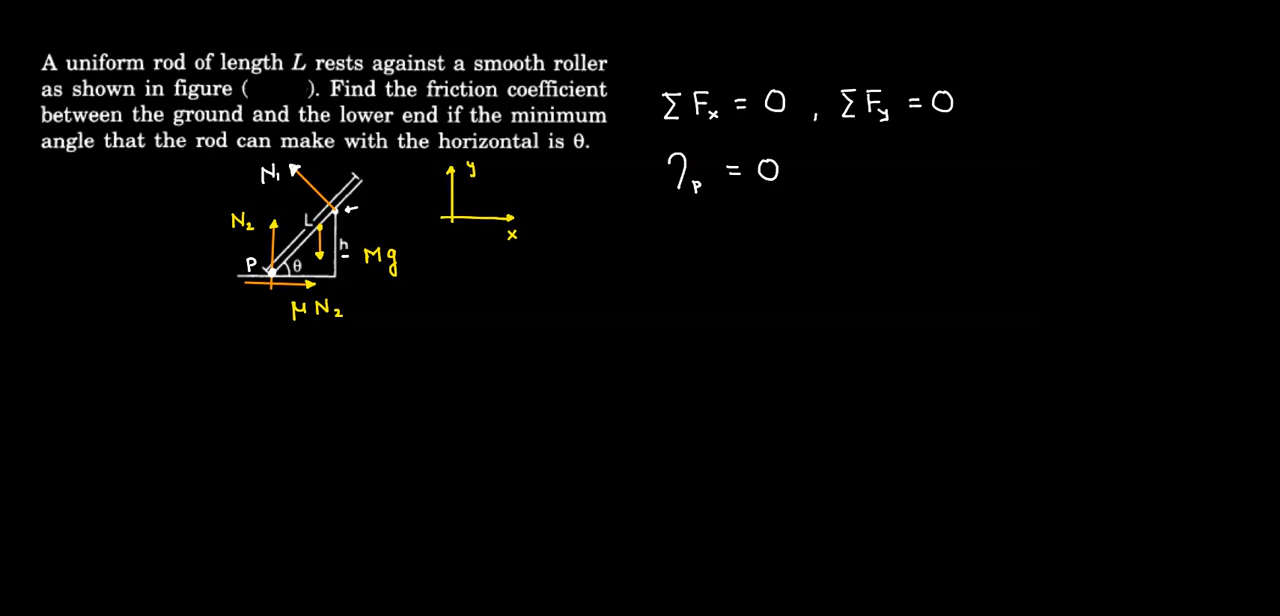 A uniform rod of length L rests against a smooth roller
as shown in figure ( ). Find the friction coefficient
between the ground and the lower end if the minimum
angle that the rod can make with the horizontal is θ.
Σ Fx = 0 , Σ Fy = 0
τP = 0
N₁
y
N₂
L
h
x
P
θ
Mg
μ N₂